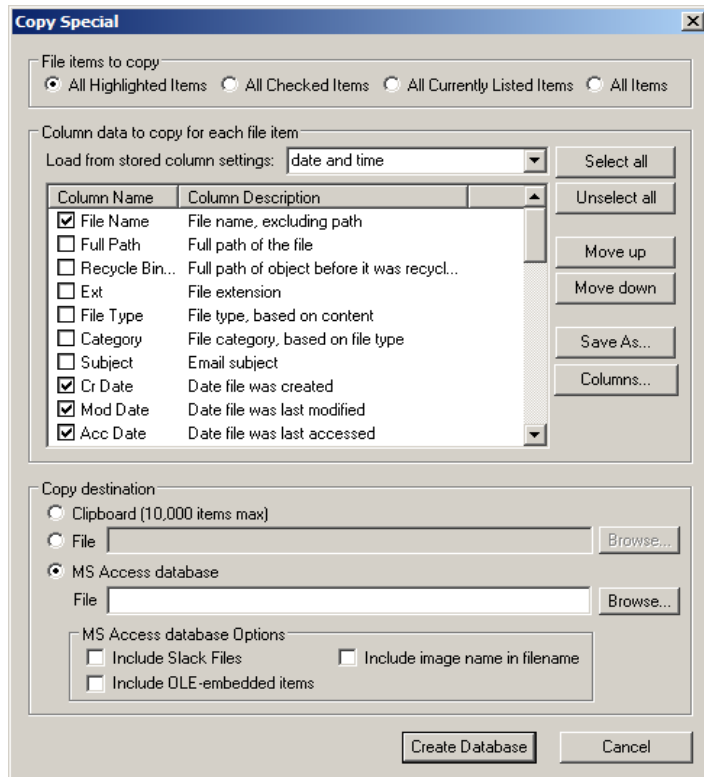 Copy Special
File items to copy
All Highlighted Items All Checked Items All Currently Listed Items All Items
Column data to copy for each file item
Load from stored column settings: date and time Select all
Column Name Column Description Unselect all
File Name File name, excluding path
Full Path Full path of the file Move up
Recycle Bin... Full path of object before it was recycl...
Ext File extension Move down
File Type File type, based on content
Category File category, based on file type Save As...
Subject Email subject
Cr Date Date file was created Columns...
Mod Date Date file was last modified
Acc Date Date file was last accessed
Copy destination
Clipboard (10,000 items max)
File Browse...
MS Access database
File Browse...
MS Access database Options
Include Slack Files Include image name in filename
Include OLE-embedded items
Create Database Cancel